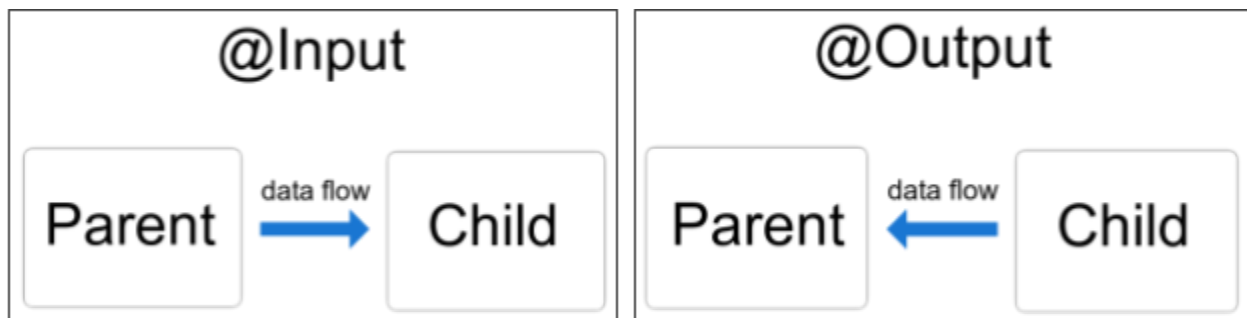 @Input
data flow
Parent
Child
@Output
data flow
Parent
Child